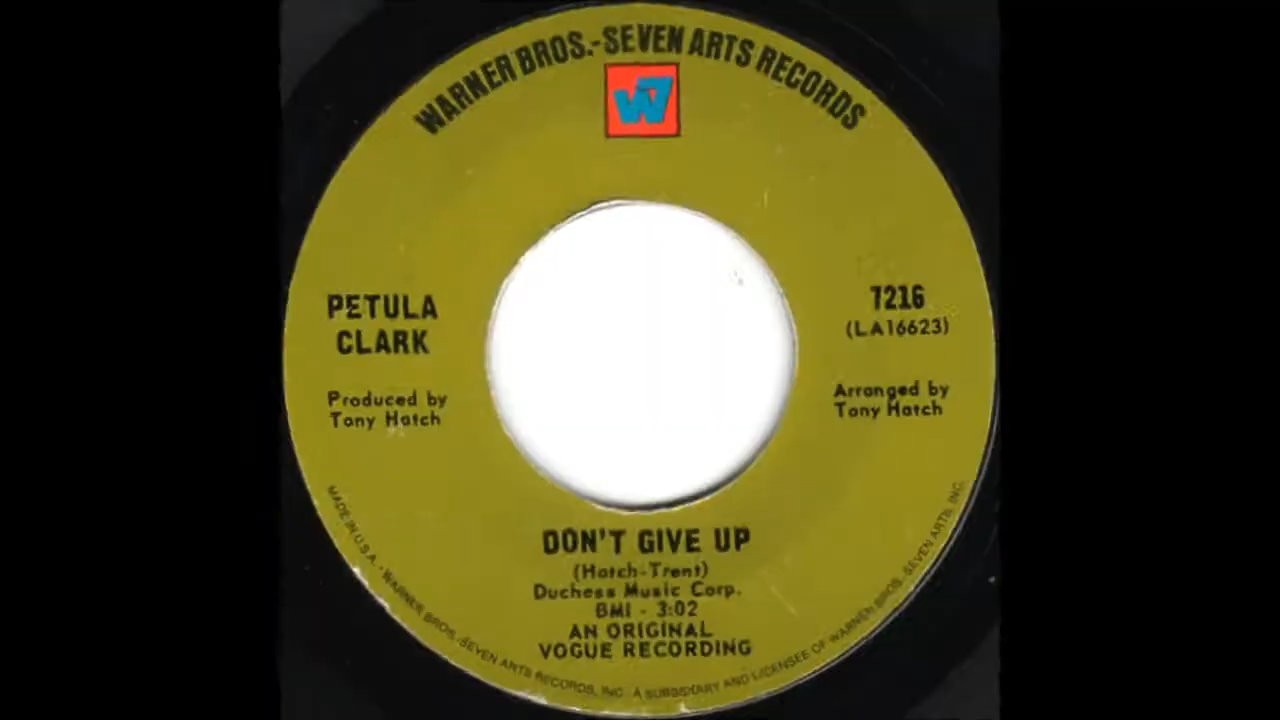 WARNER BROS.-SEVEN ARTS RECORDS
W7
PETULA
CLARK
Produced by
Tony Hatch
7216
(LA16623)
Arranged by
Tony Hatch
DON'T GIVE UP
(Hatch-Trent)
Duchess Music Corp.
BMI - 3:02
AN ORIGINAL
VOGUE RECORDING
MADE IN U.S.A. • WARNER BROS.-SEVEN ARTS RECORDS, INC. A SUBSIDIARY AND LICENSEE OF WARNER BROS.-SEVEN ARTS, INC.